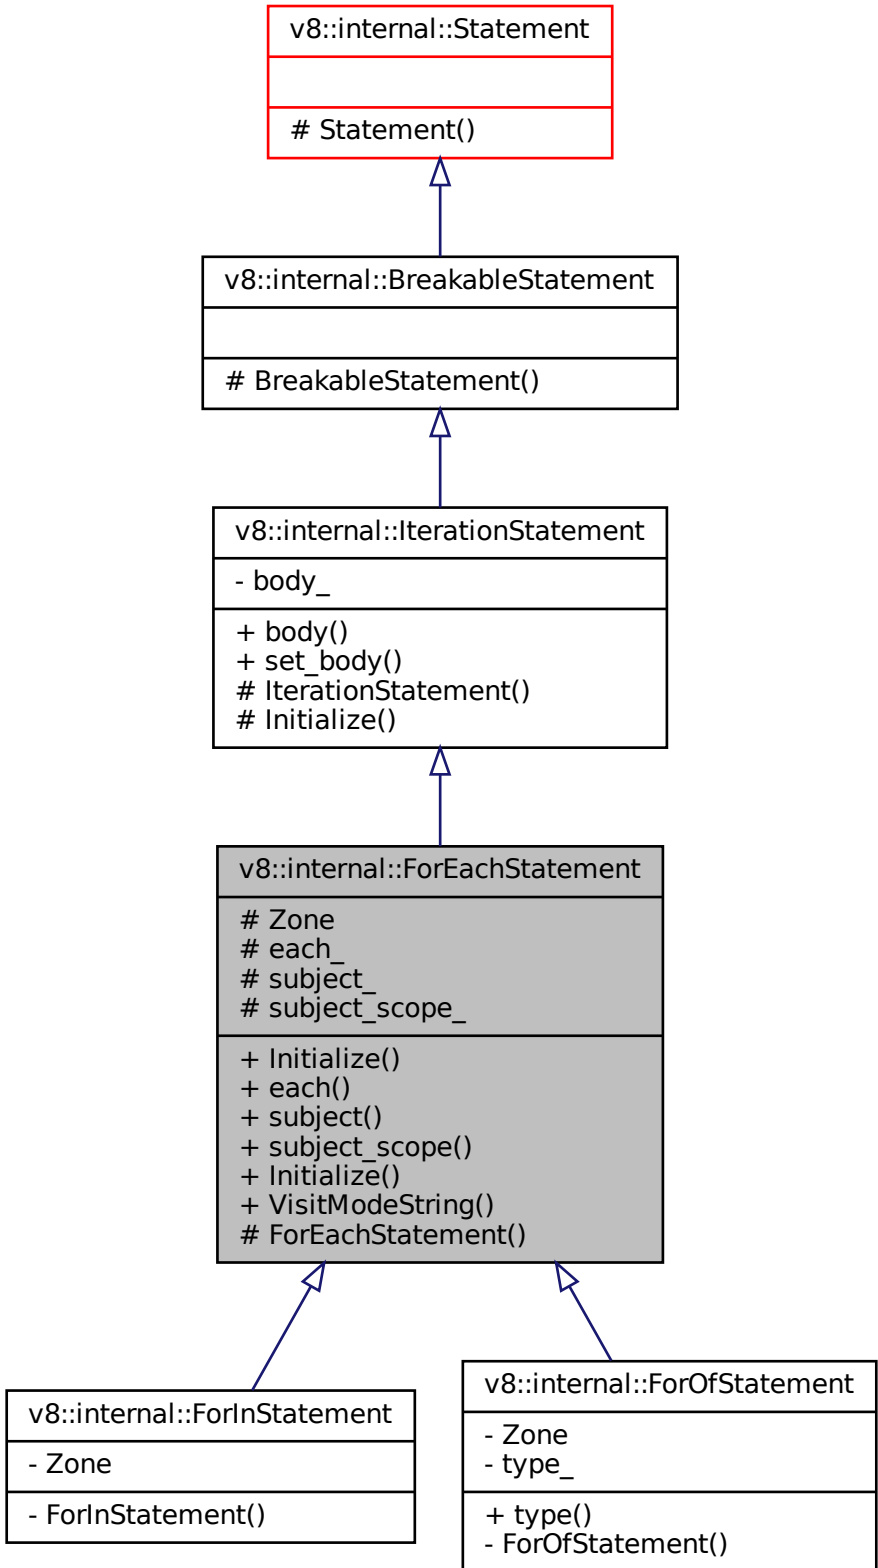 v8::internal::Statement
# Statement()
v8::internal::BreakableStatement
# BreakableStatement()
v8::internal::IterationStatement
- body_
+ body()
+ set_body()
# IterationStatement()
# Initialize()
v8::internal::ForEachStatement
# Zone
# each_
# subject_
# subject_scope_
+ Initialize()
+ each()
+ subject()
+ subject_scope()
+ Initialize()
+ VisitModeString()
# ForEachStatement()
v8::internal::ForInStatement
- Zone
- ForInStatement()
v8::internal::ForOfStatement
- Zone
- type_
+ type()
- ForOfStatement()